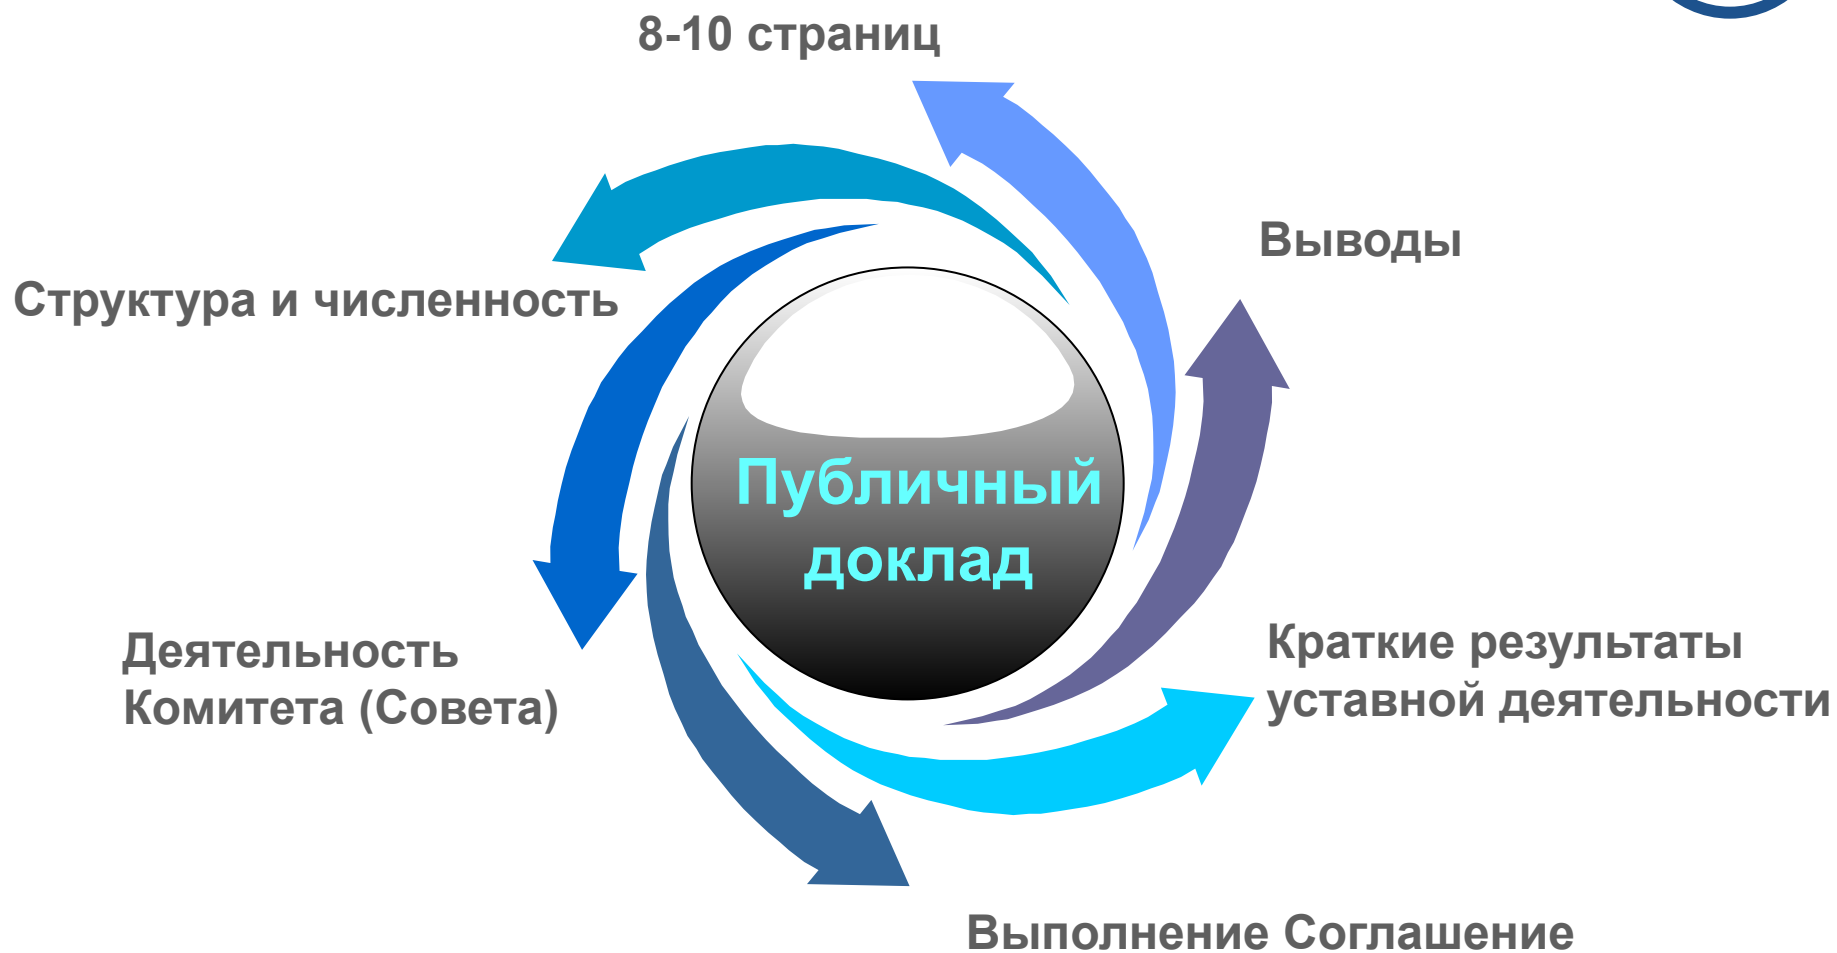 8-10 страниц
Выводы
Структура и численность
Публичный
доклад
Деятельность
Комитета (Совета)
Краткие результаты
уставной деятельности
Выполнение Соглашение